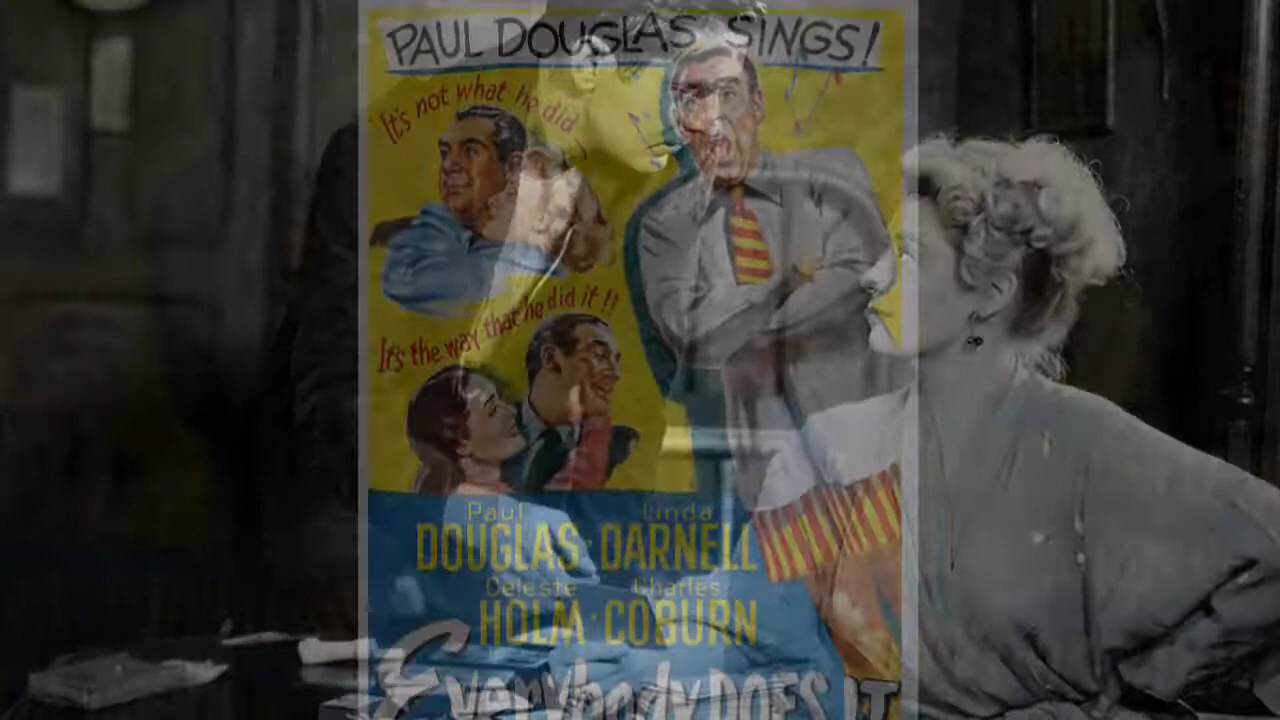 PAUL DOUGLAS SINGS!
It's not what he did
It's the way that he did it!!
Paul Linda
DOUGLAS · DARNELL
Celeste Charles
HOLM · COBURN
Everybody DOES IT